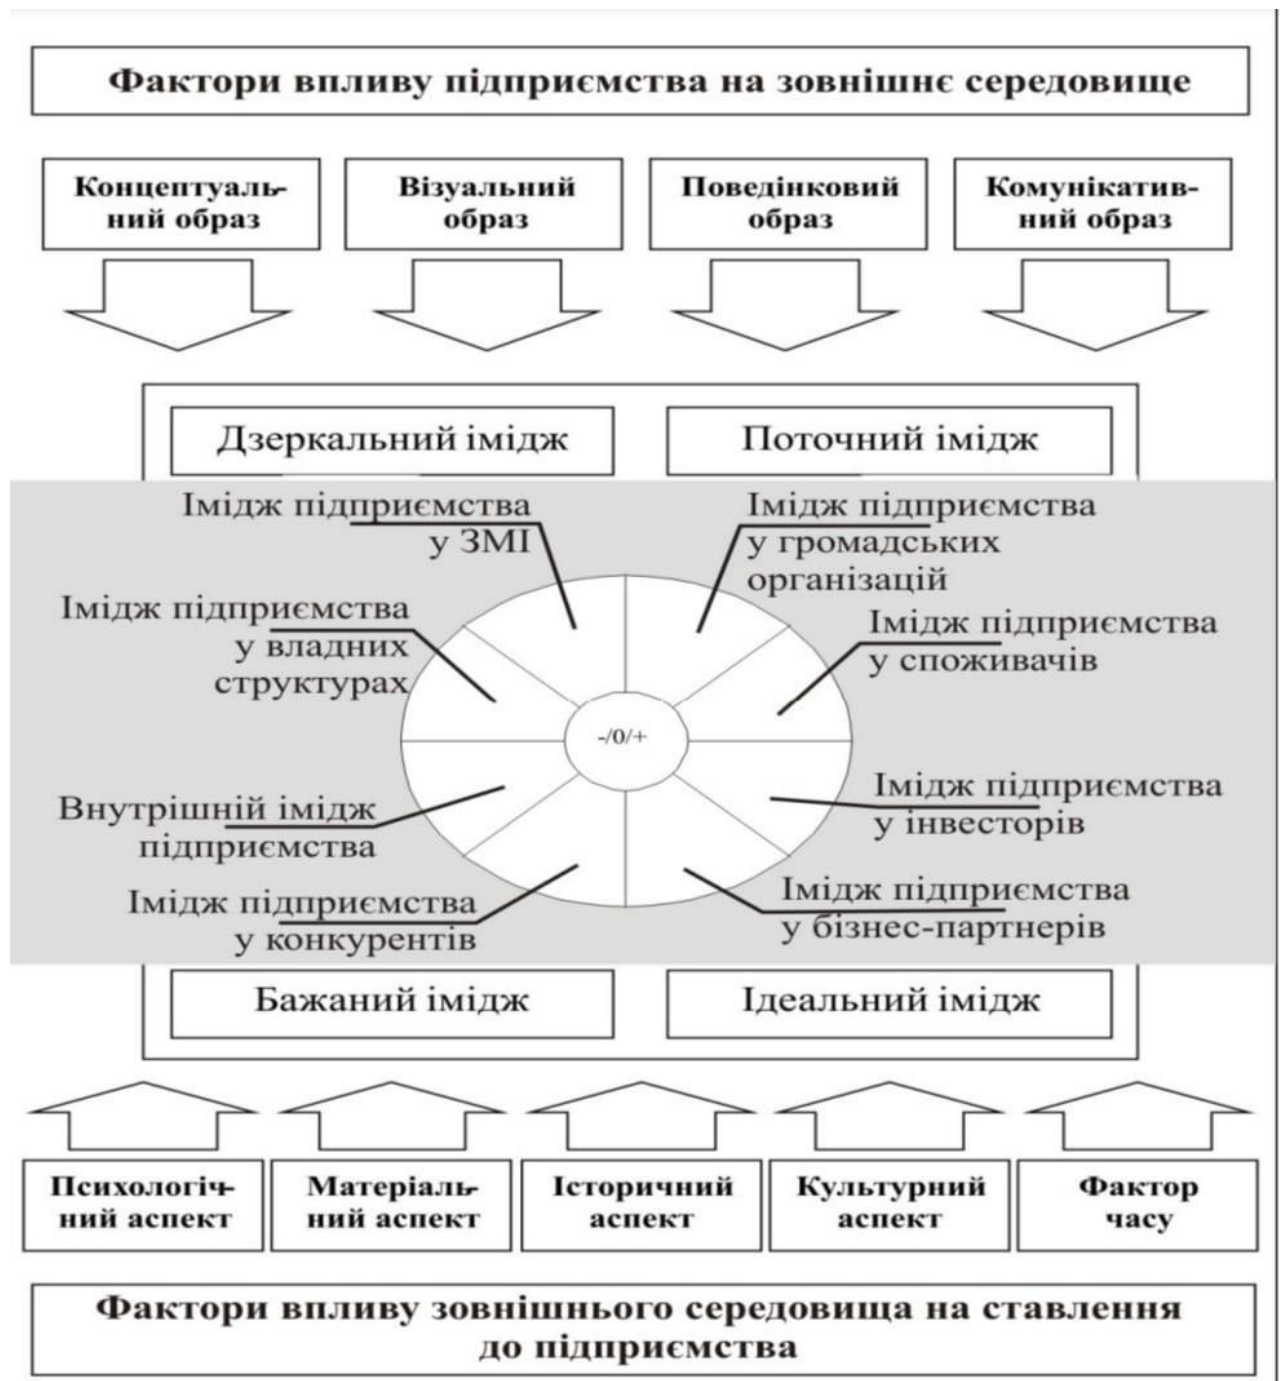 Фактори впливу підприємства на зовнішнє середовище
Концептуаль-
ний образ
Візуальний
образ
Поведінковий
образ
Комунікатив-
ний образ
Дзеркальний імідж
Поточний імідж
Імідж підприємства
у ЗМІ
Імідж підприємства
у громадських
організацій
Імідж підприємства
у владних
структурах
Імідж підприємства
у споживачів
-/0/+
Внутрішній імідж
підприємства
Імідж підприємства
у інвесторів
Імідж підприємства
у конкурентів
Імідж підприємства
у бізнес-партнерів
Бажаний імідж
Ідеальний імідж
Психологіч-
ний аспект
Матеріаль-
ний аспект
Історичний
аспект
Культурний
аспект
Фактор
часу
Фактори впливу зовнішнього середовища на ставлення
до підприємства